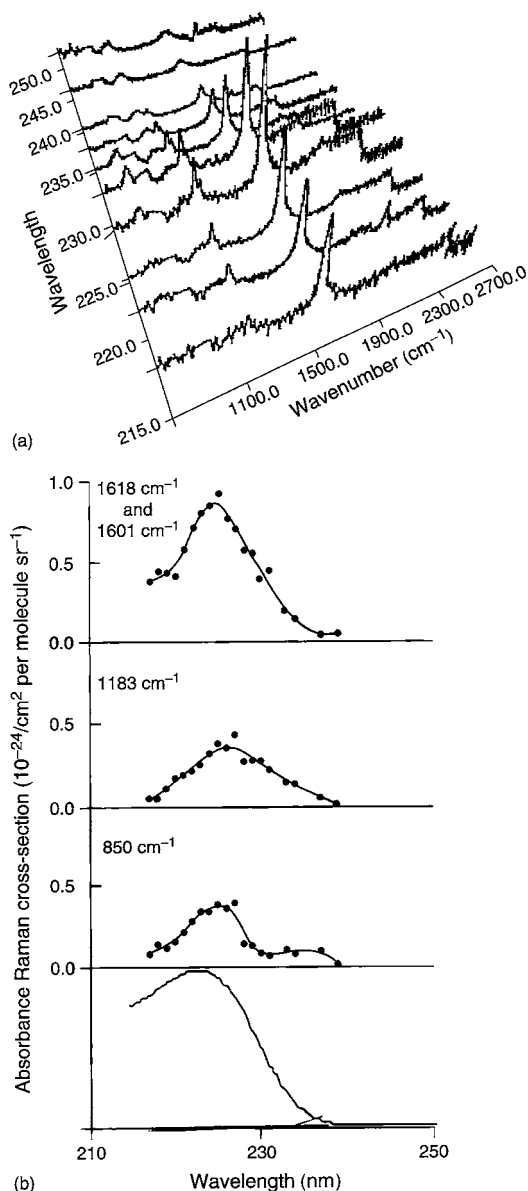 250.0
245.0
240.0
235.0
230.0
225.0
220.0
215.0
Wavelength
1100.0
1500.0
1900.0
2300.0
2700.0
Wavenumber (cm⁻¹)
(a)
Absorbance Raman cross-section (10⁻²⁴/cm² per molecule sr⁻¹)
1.0
0.5
0.0
1618 cm⁻¹
and
1601 cm⁻¹
0.5
0.0
1183 cm⁻¹
0.5
0.0
850 cm⁻¹
210
230
250
Wavelength (nm)
(b)